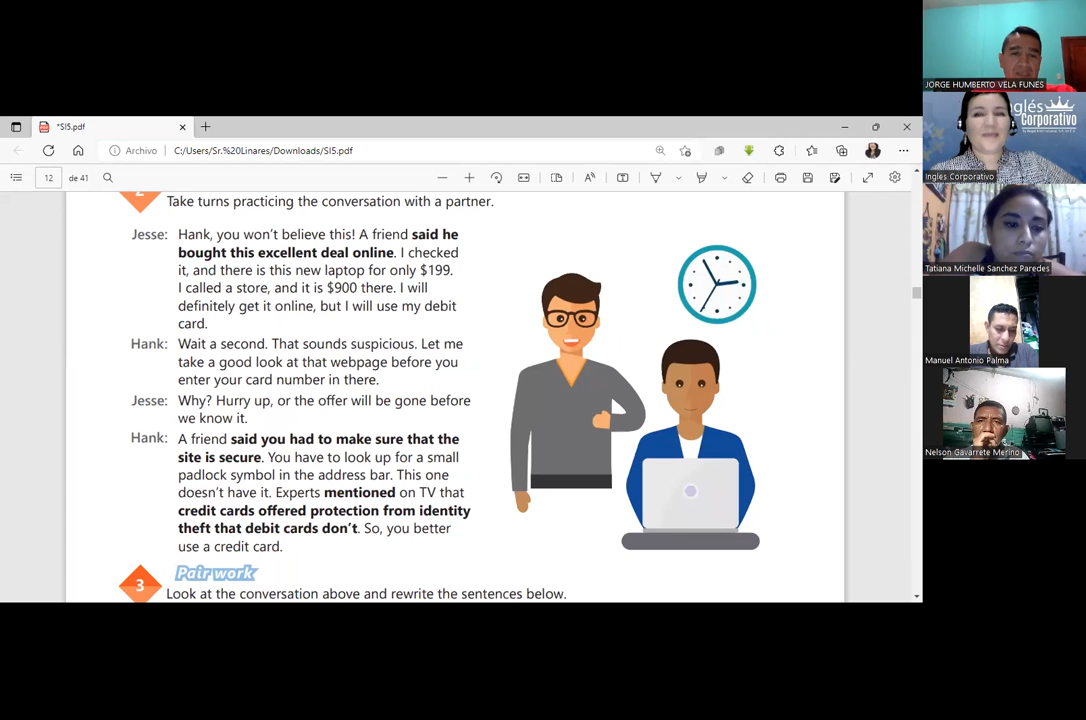 *SI5.pdf
Archivo
C:/Users/Sr.%20Linares/Downloads/SI5.pdf
12
de 41
2
Take turns practicing the conversation with a partner.
Jesse: Hank, you won't believe this! A friend said he
bought this excellent deal online. I checked
it, and there is this new laptop for only $199.
I called a store, and it is $900 there. I will
definitely get it online, but I will use my debit
card.
Hank: Wait a second. That sounds suspicious. Let me
take a good look at that webpage before you
enter your card number in there.
Jesse: Why? Hurry up, or the offer will be gone before
we know it.
Hank: A friend said you had to make sure that the
site is secure. You have to look up for a small
padlock symbol in the address bar. This one
doesn't have it. Experts mentioned on TV that
credit cards offered protection from identity
theft that debit cards don't. So, you better
use a credit card.
3
Pair work
Look at the conversation above and rewrite the sentences below.
JORGE HUMBERTO VELA FUNES
Inglés
Corporativo
Ingles Corporativo
Tatiana Michelle Sanchez Paredes
Manuel Antonio Palma
Nelson Gavarrete Merino